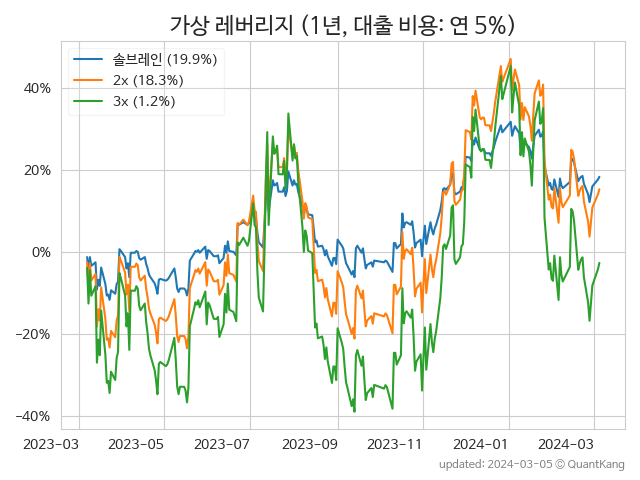 가상 레버리지 (1년, 대출 비용: 연 5%)
솔브레인 (19.9%)
2x (18.3%)
3x (1.2%)
40%
20%
0%
−20%
−40%
2023−03 2023−05 2023−07 2023−09 2023−11 2024−01 2024−03
updated: 2024-03-05 © QuantKang